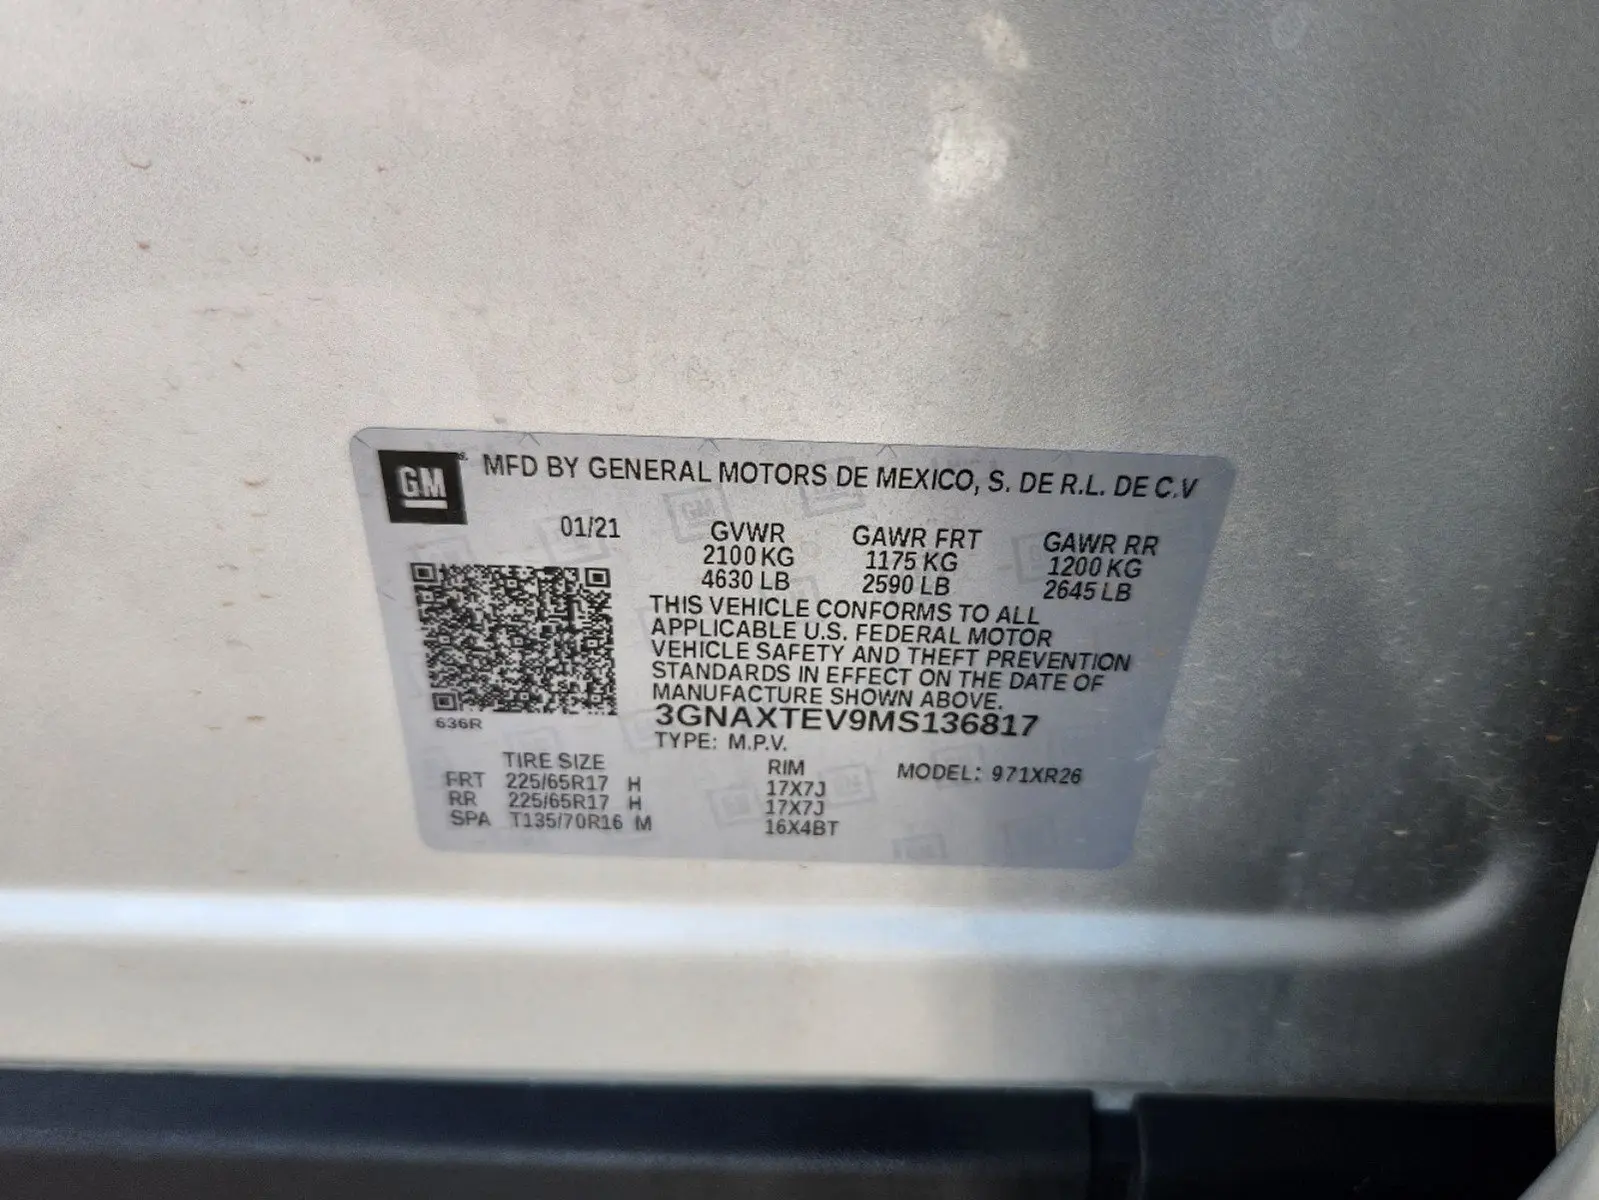 GM MFD BY GENERAL MOTORS DE MEXICO, S. DE R.L. DE C.V
01/21 GVWR GAWR FRT GAWR RR
2100 KG 1175 KG 1200 KG
4630 LB 2590 LB 2645 LB
THIS VEHICLE CONFORMS TO ALL
APPLICABLE U.S. FEDERAL MOTOR
VEHICLE SAFETY AND THEFT PREVENTION
STANDARDS IN EFFECT ON THE DATE OF
MANUFACTURE SHOWN ABOVE.
3GNAXTEV9MS136817
636R
TYPE: M.P.V.
TIRE SIZE RIM MODEL: 971XR26
FRT 225/65R17 H 17X7J
RR 225/65R17 H 17X7J
SPA T135/70R16 M 16X4BT